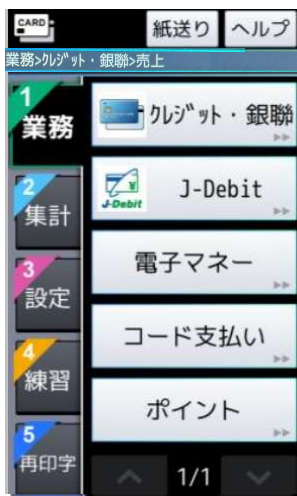 CARD
紙送り ヘルプ
業務>ｸﾚｼﾞｯﾄ・銀聯>売上
1
業務
ｸﾚｼﾞｯﾄ・銀聯
2
集計
J-Debit
J-Debit
3
設定
電子マネー
コード支払い
4
練習
ポイント
5
再印字
1/1